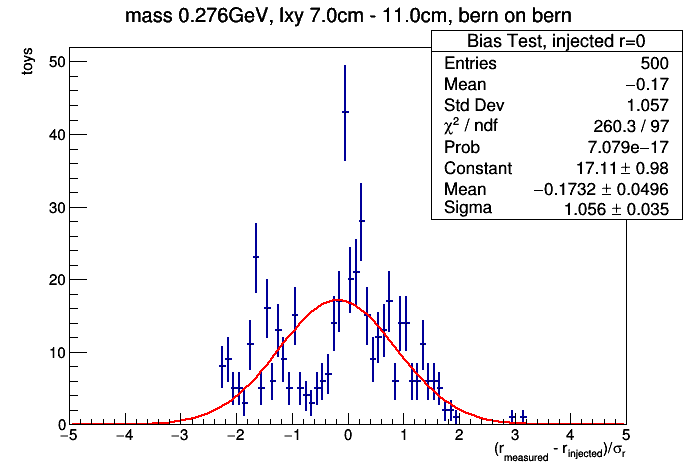 mass 0.276GeV, lxy 7.0cm - 11.0cm, bern on bern
toys
Bias Test, injected r=0
Entries 500
Mean −0.17
Std Dev 1.057
χ² / ndf 260.3 / 97
Prob 7.079e−17
Constant 17.11 ± 0.98
Mean −0.1732 ± 0.0496
Sigma 1.056 ± 0.035
50
40
30
20
10
0
−5 −4 −3 −2 −1 0 1 2 3 4 5
(r_measured - r_injected)/σ_r